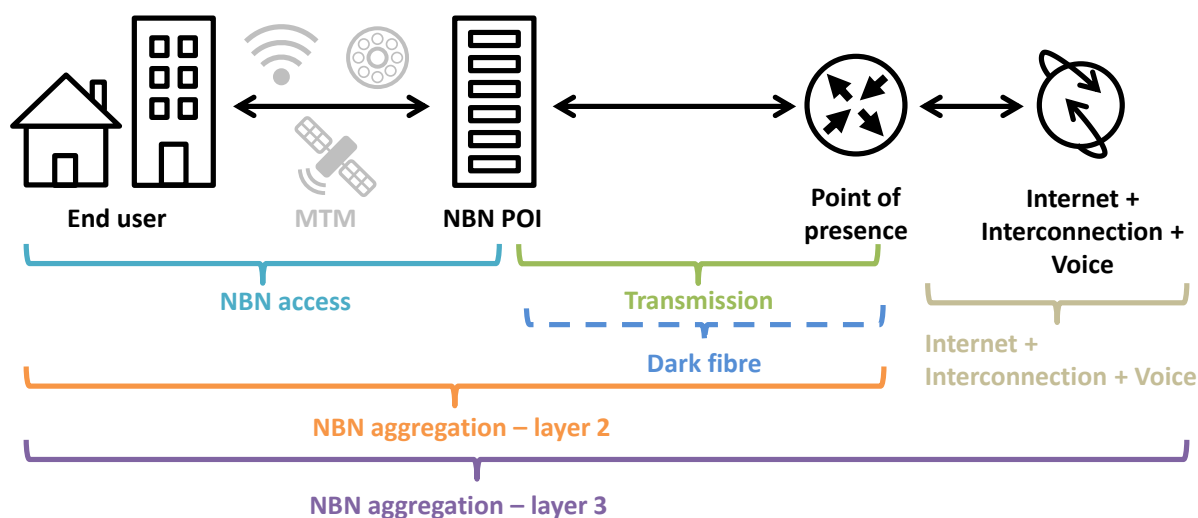 End user
MTM
NBN POI
Point of
presence
Internet +
Interconnection +
Voice
NBN access
Transmission
Dark fibre
Internet +
Interconnection + Voice
NBN aggregation – layer 2
NBN aggregation – layer 3